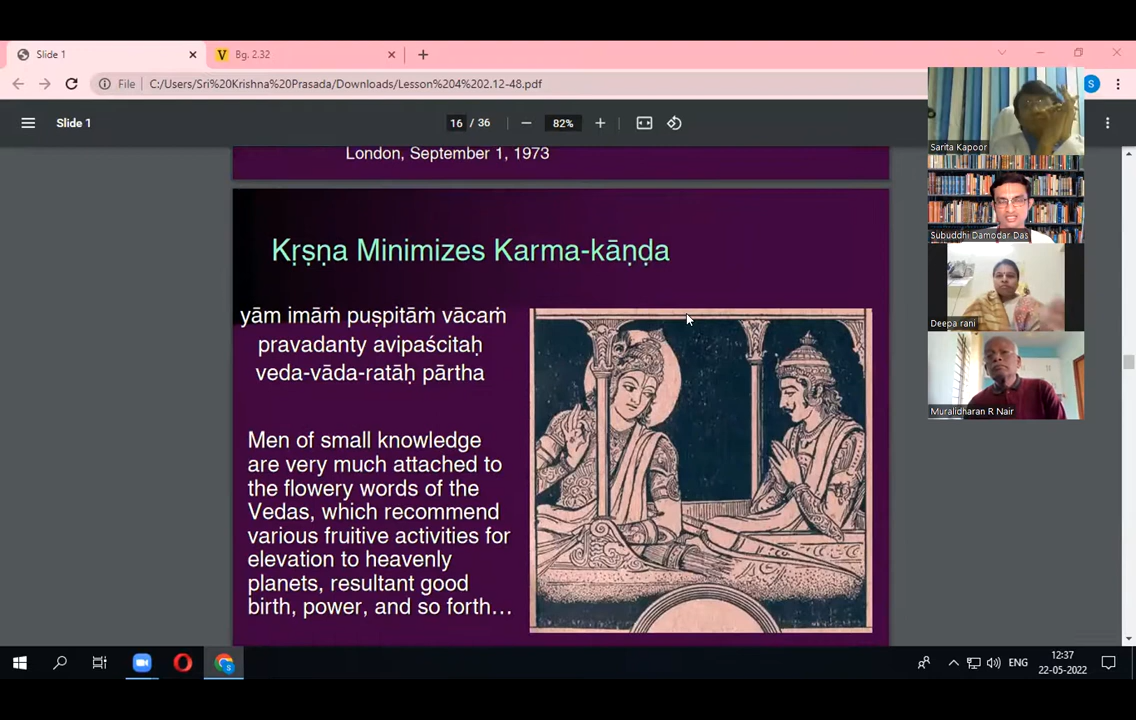 Slide 1
Bg. 2.32
File
C:/Users/Sri%20Krishna%20Prasada/Downloads/Lesson%204%202.12-48.pdf
S
Slide 1
16 / 36
82%
Sarita Kapoor
Subuddhi Damodar Das
Deepa rani
Muralidharan R Nair
London, September 1, 1973
Kṛṣṇa Minimizes Karma-kāṇḍa
yām imāṁ puṣpitāṁ vācaṁ
pravadanty avipaścitaḥ
veda-vāda-ratāḥ pārtha
Men of small knowledge
are very much attached to
the flowery words of the
Vedas, which recommend
various fruitive activities for
elevation to heavenly
planets, resultant good
birth, power, and so forth…
ENG
12:37
22-05-2022